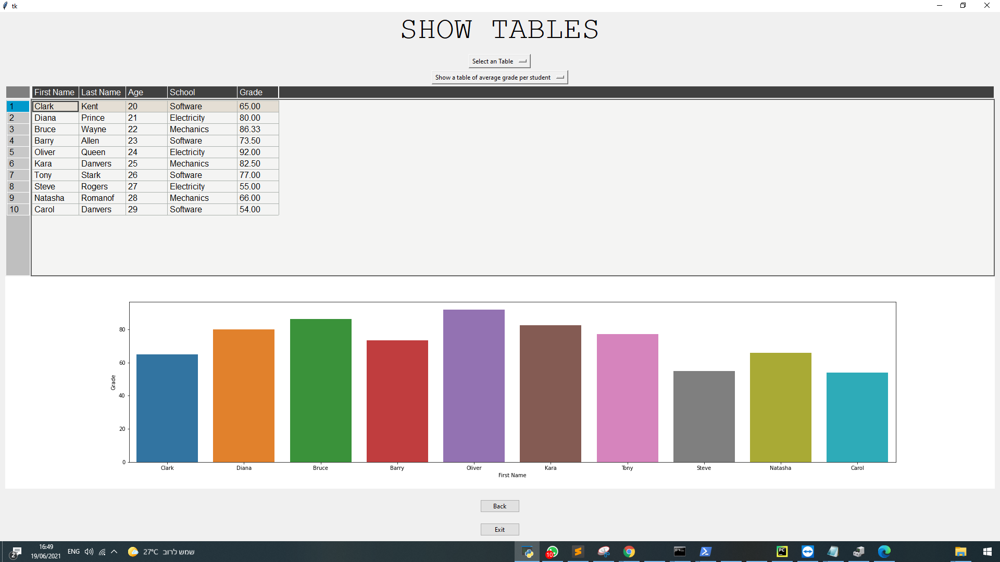 tk
SHOW TABLES
Select an Table
Show a table of average grade per student
First Name Last Name Age School Grade
1 Clark Kent 20 Software 65.00
2 Diana Prince 21 Electricity 80.00
3 Bruce Wayne 22 Mechanics 86.33
4 Barry Allen 23 Software 73.50
5 Oliver Queen 24 Electricity 92.00
6 Kara Danvers 25 Mechanics 82.50
7 Tony Stark 26 Software 77.00
8 Steve Rogers 27 Electricity 55.00
9 Natasha Romanof 28 Mechanics 66.00
10 Carol Danvers 29 Software 54.00
80
60
40
20
0
Grade
Clark Diana Bruce Barry Oliver Kara Tony Steve Natasha Carol
First Name
Back
Exit
2
16:49
19/06/2021
ENG
27°C שמש לרוב
10
PC